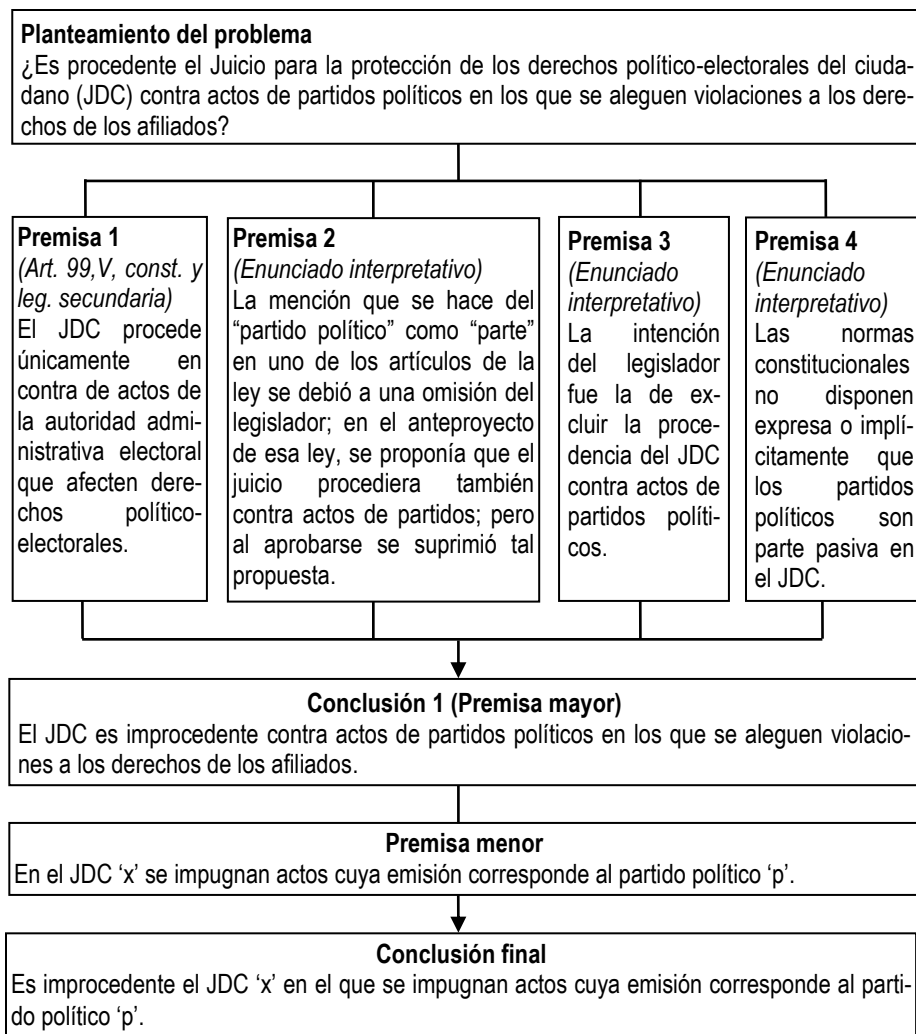 Planteamiento del problema
¿Es procedente el Juicio para la protección de los derechos político-electorales del ciuda-
dano (JDC) contra actos de partidos políticos en los que se aleguen violaciones a los dere-
chos de los afiliados?
Premisa 1
(Art. 99,V, const. y
leg. secundaria)
El JDC procede
únicamente en
contra de actos de
la autoridad admi-
nistrativa electoral
que afecten dere-
chos político-
electorales.
Premisa 2
(Enunciado interpretativo)
La mención que se hace del
“partido político” como “parte”
en uno de los artículos de la
ley se debió a una omisión del
legislador; en el anteproyecto
de esa ley, se proponía que el
juicio procediera también
contra actos de partidos; pero
al aprobarse se suprimió tal
propuesta.
Premisa 3
(Enunciado
interpretativo)
La intención
del legislador
fue la de ex-
cluir la proce-
dencia del JDC
contra actos de
partidos políti-
cos.
Premisa 4
(Enunciado
interpretativo)
Las normas
constitucionales
no disponen
expresa o implí-
citamente que
los partidos
políticos son
parte pasiva en
el JDC.
Conclusión 1 (Premisa mayor)
El JDC es improcedente contra actos de partidos políticos en los que se aleguen violacio-
nes a los derechos de los afiliados.
Premisa menor
En el JDC ‘x’ se impugnan actos cuya emisión corresponde al partido político ‘p’.
Conclusión final
Es improcedente el JDC ‘x’ en el que se impugnan actos cuya emisión corresponde al parti-
do político ‘p’.